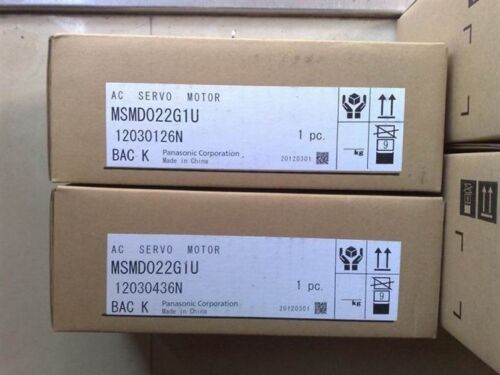 AC SERVO MOTOR
MSMD022G1U
12030126N 1 pc.
BAC K Panasonic Corporation
Made in China 20120301
kg
9
AC SERVO MOTOR
MSMD022G1U
12030436N 1 pc.
BAC K Panasonic Corporation
Made in China 20120301
kg
9